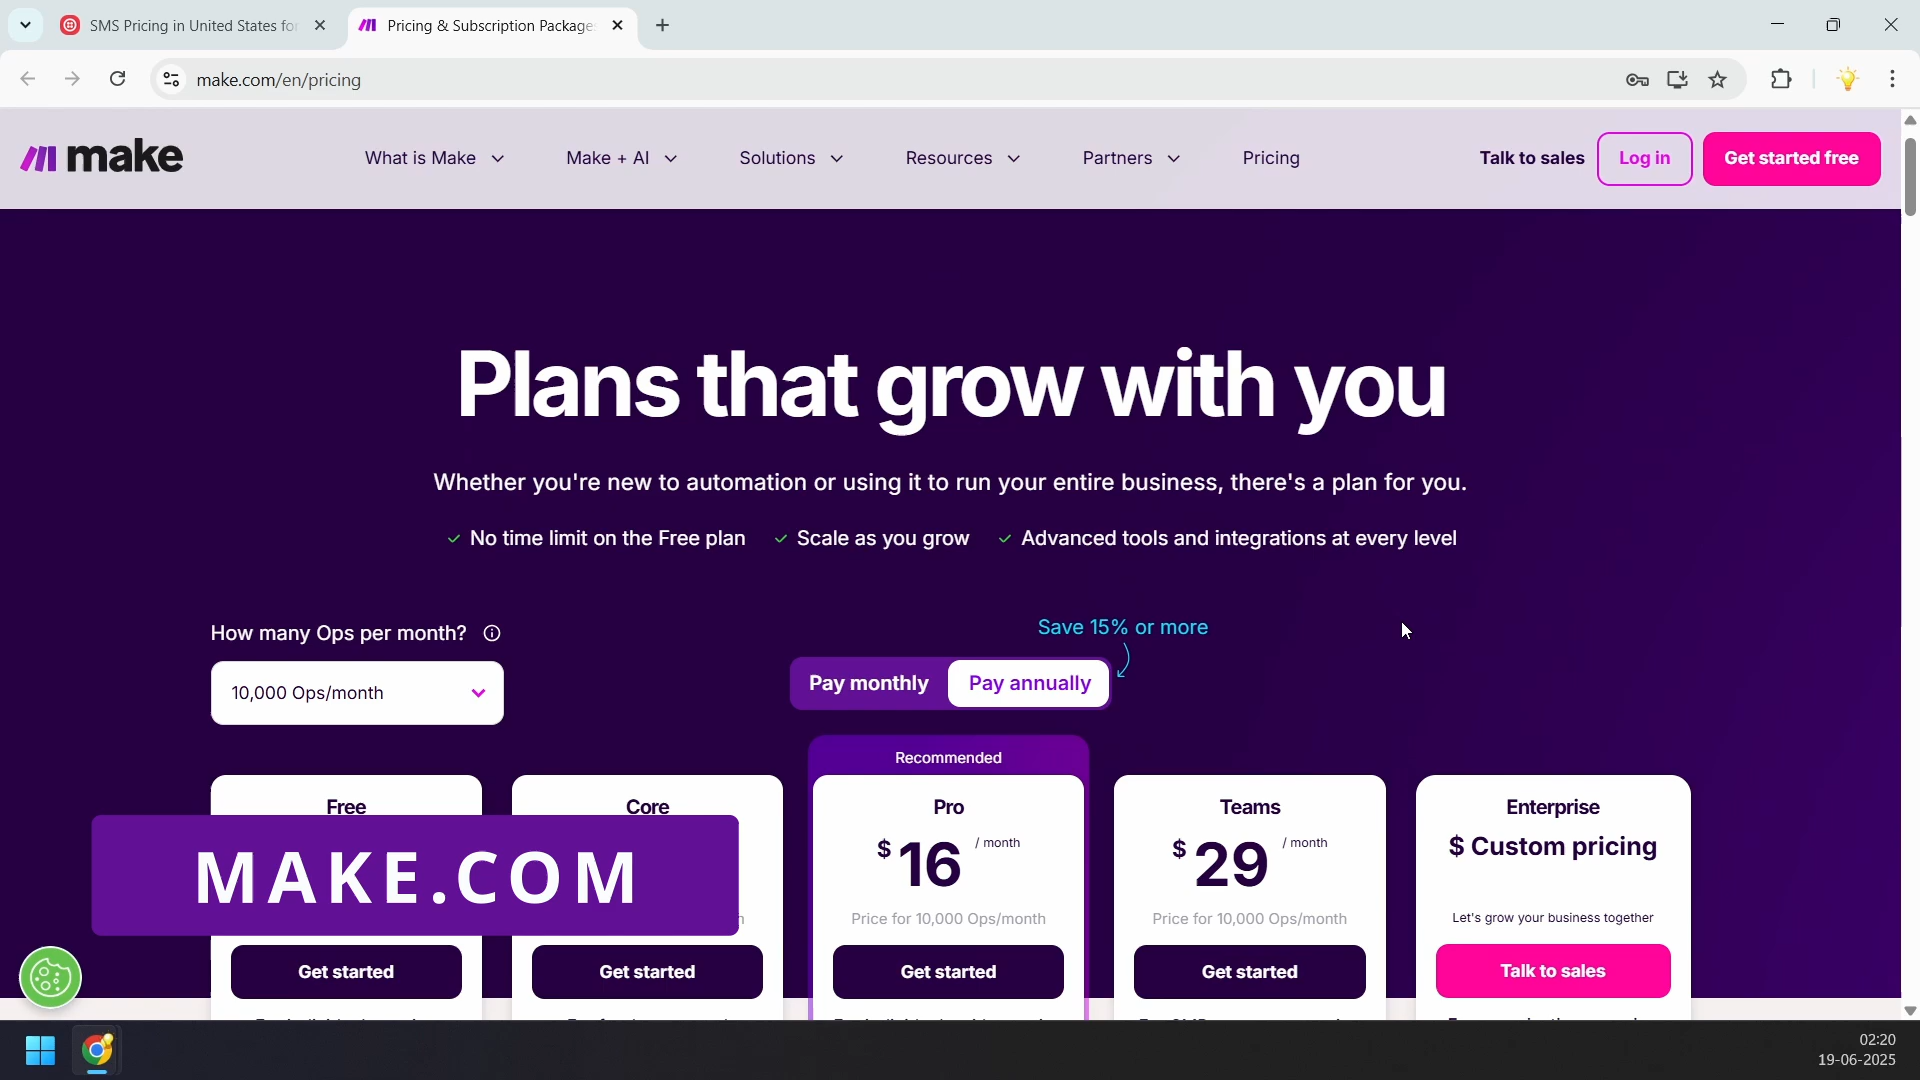 SMS Pricing in United States for
Pricing & Subscription Package
make.com/en/pricing
make
What is Make
Make + AI
Solutions
Resources
Partners
Pricing
Talk to sales
Log in
Get started free
Plans that grow with you
Whether you're new to automation or using it to run your entire business, there's a plan for you.
No time limit on the Free plan
Scale as you grow
Advanced tools and integrations at every level
How many Ops per month?
Save 15% or more
10,000 Ops/month
Pay monthly
Pay annually
Recommended
Free
Core
Pro
Teams
Enterprise
$ 16 / month
$ 29 / month
$ Custom pricing
MAKE.COM
Price for 10,000 Ops/month
Price for 10,000 Ops/month
Let's grow your business together
Get started
Get started
Get started
Get started
Talk to sales
02:20
19-06-2025